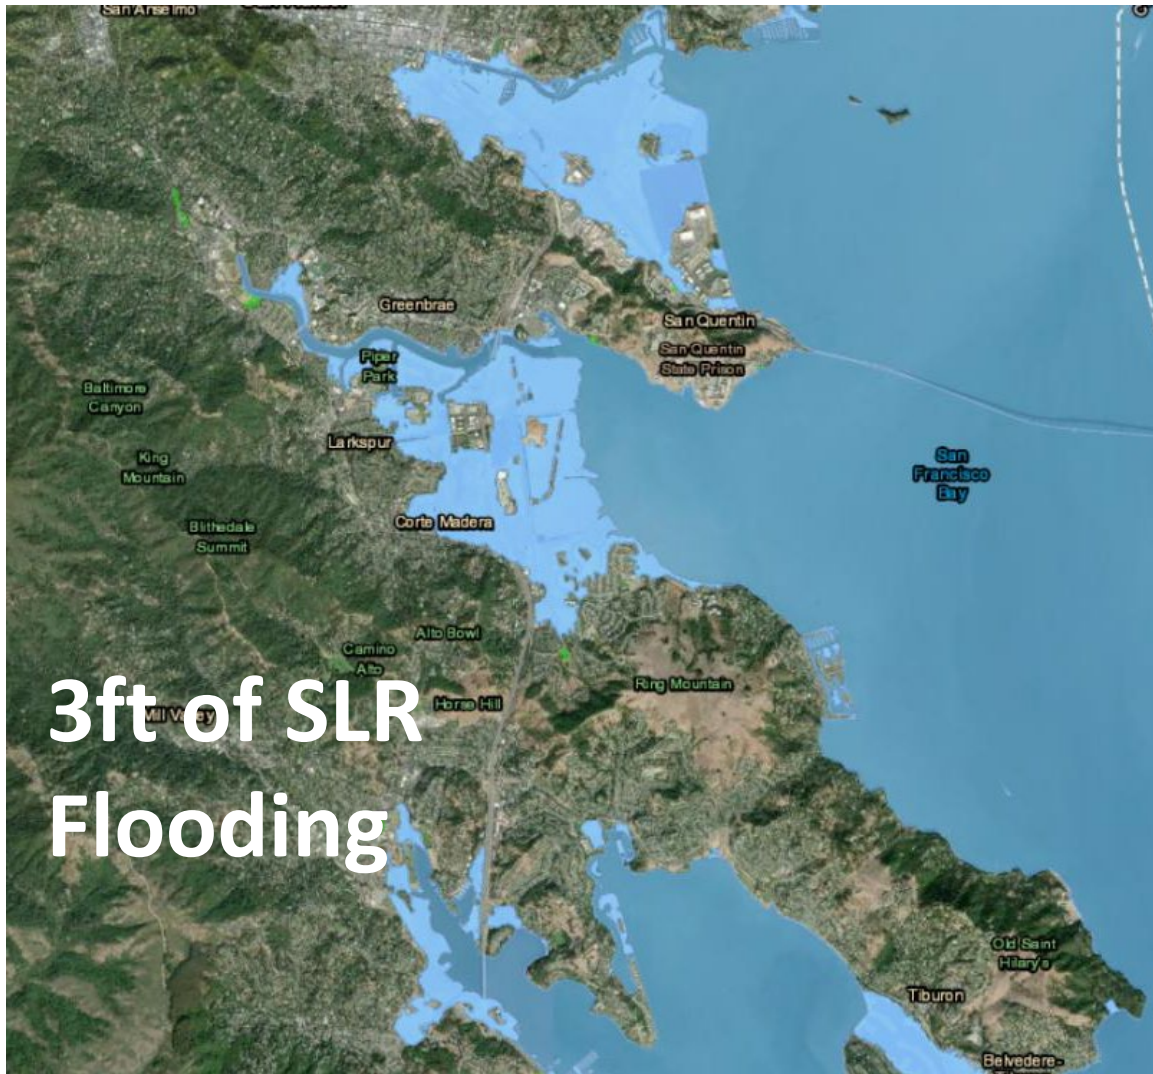 San Anselmo
Greenbrae
San Quentin
San Quentin
State Prison
Piper
Park
Baltimore
Canyon
Larkspur
King
Mountain
San
Francisco
Bay
Corte Madera
Blithedale
Summit
Alto Bowl
Camino
Alto
Ring Mountain
Horse Hill
3ft of SLR
Flooding
Old Saint
Hilary's
Tiburon
Belvedere-